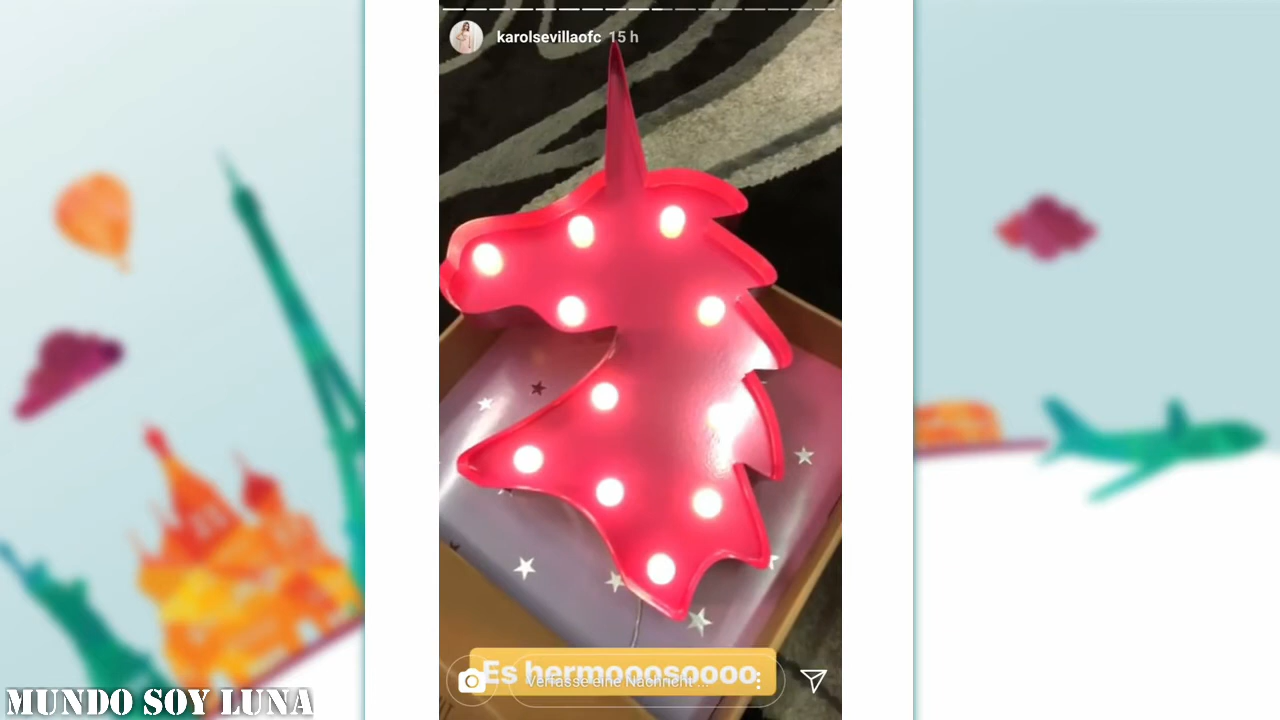 karolsevillaofc 15 h
Es hermooosoooo
Verfasse eine Nachricht ...
MUNDO SOY LUNA